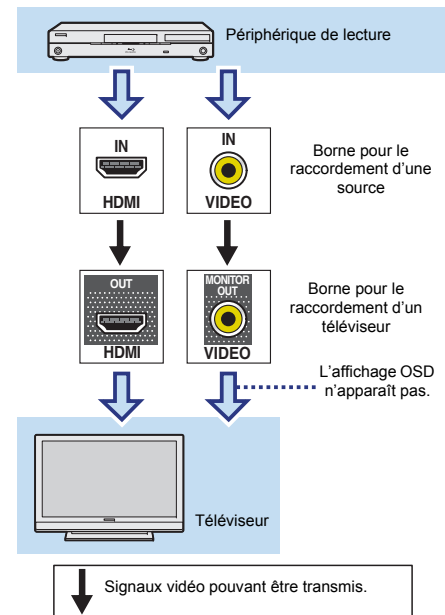 Périphérique de lecture
IN
HDMI
IN
VIDEO
Borne pour le
raccordement d'une
source
OUT
HDMI
MONITOR
OUT
VIDEO
Borne pour le
raccordement d'un
téléviseur
L'affichage OSD
n'apparaît pas.
Téléviseur
Signaux vidéo pouvant être transmis.